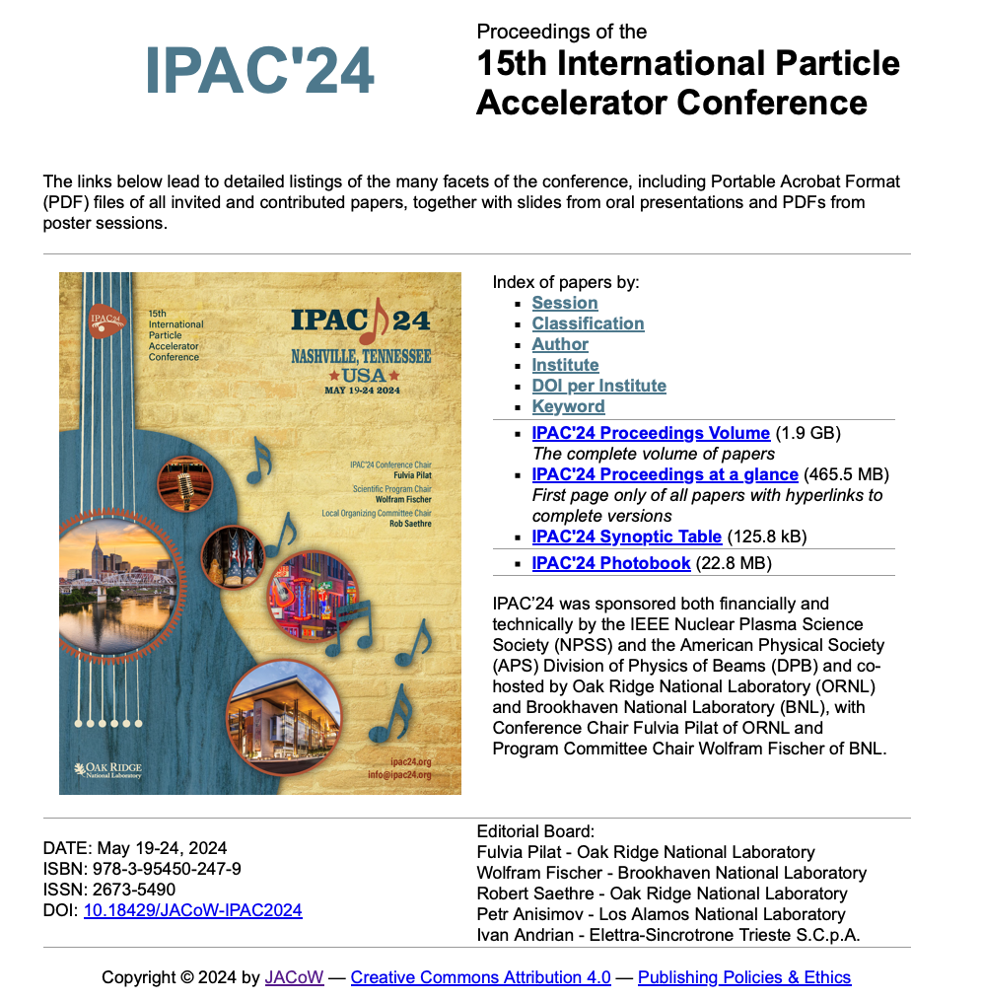 IPAC'24
Proceedings of the
15th International Particle
Accelerator Conference
The links below lead to detailed listings of the many facets of the conference, including Portable Acrobat Format
(PDF) files of all invited and contributed papers, together with slides from oral presentations and PDFs from
poster sessions.
IPAC24
15th
International
Particle
Accelerator
Conference
IPAC 24
NASHVILLE, TENNESSEE
USA
MAY 19-24 2024
IPAC'24 Conference Chair
Fulvia Pilat
Scientific Program Chair
Wolfram Fischer
Local Organizing Committee Chair
Rob Saethre
OAK RIDGE
National Laboratory
ipac24.org
info@ipac24.org
Index of papers by:
Session
Classification
Author
Institute
DOI per Institute
Keyword
IPAC'24 Proceedings Volume (1.9 GB)
The complete volume of papers
IPAC'24 Proceedings at a glance (465.5 MB)
First page only of all papers with hyperlinks to
complete versions
IPAC'24 Synoptic Table (125.8 kB)
IPAC'24 Photobook (22.8 MB)
IPAC’24 was sponsored both financially and
technically by the IEEE Nuclear Plasma Science
Society (NPSS) and the American Physical Society
(APS) Division of Physics of Beams (DPB) and co-
hosted by Oak Ridge National Laboratory (ORNL)
and Brookhaven National Laboratory (BNL), with
Conference Chair Fulvia Pilat of ORNL and
Program Committee Chair Wolfram Fischer of BNL.
DATE: May 19-24, 2024
ISBN: 978-3-95450-247-9
ISSN: 2673-5490
DOI: 10.18429/JACoW-IPAC2024
Editorial Board:
Fulvia Pilat - Oak Ridge National Laboratory
Wolfram Fischer - Brookhaven National Laboratory
Robert Saethre - Oak Ridge National Laboratory
Petr Anisimov - Los Alamos National Laboratory
Ivan Andrian - Elettra-Sincrotrone Trieste S.C.p.A.
Copyright © 2024 by JACoW — Creative Commons Attribution 4.0 — Publishing Policies & Ethics